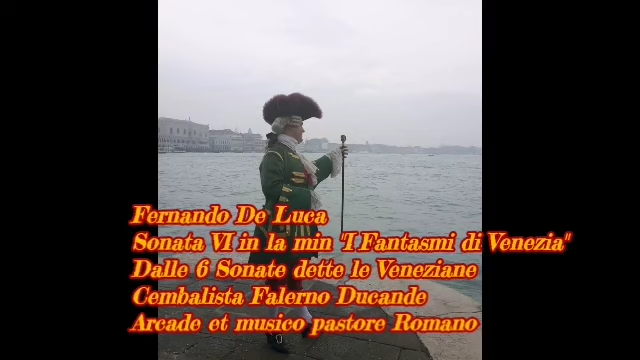 Fernando De Luca
Sonata VI in la min "I Fantasmi di Venezia"
Dalle 6 Sonate dette le Veneziane
Cembalista Falerno Ducande
Arcade et musico pastore Romano